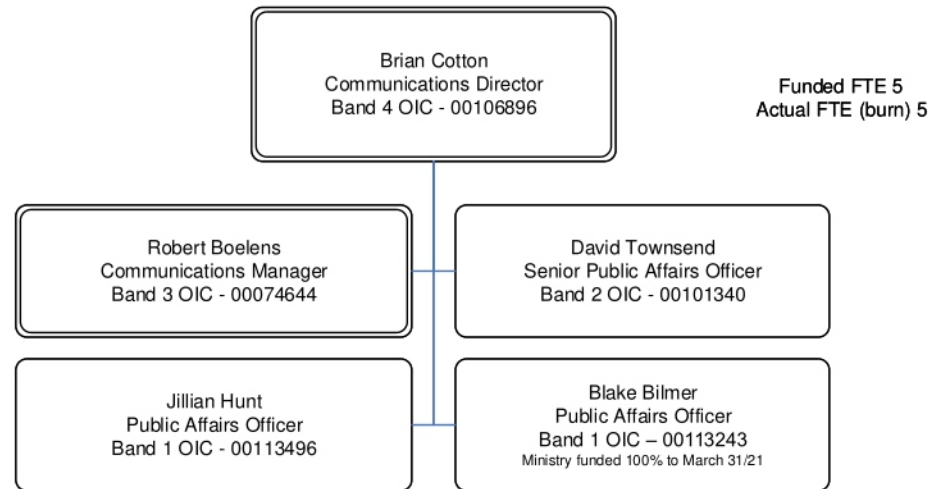 Brian Cotton
Communications Director
Band 4 OIC - 00106896
Funded FTE 5
Actual FTE (burn) 5
Robert Boelens
Communications Manager
Band 3 OIC - 00074644
David Townsend
Senior Public Affairs Officer
Band 2 OIC - 00101340
Jillian Hunt
Public Affairs Officer
Band 1 OIC - 00113496
Blake Bilmer
Public Affairs Officer
Band 1 OIC – 00113243
Ministry funded 100% to March 31/21